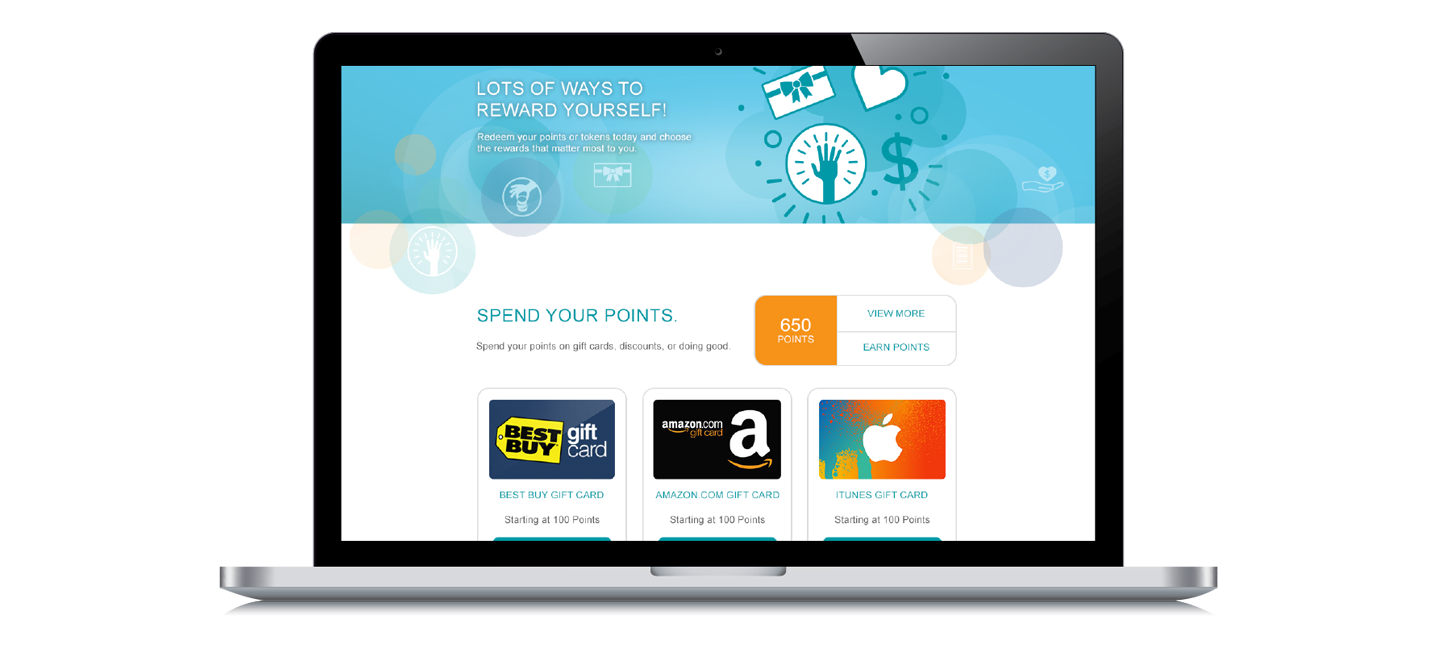 LOTS OF WAYS TO
REWARD YOURSELF!
Redeem your points or tokens today and choose
the rewards that matter most to you.
$
SPEND YOUR POINTS.
Spend your points on gift cards, discounts, or doing good.
650
POINTS
VIEW MORE
EARN POINTS
BEST
BUY
gift
card
BEST BUY GIFT CARD
Starting at 100 Points
amazon.com
gift card
a
AMAZON.COM GIFT CARD
Starting at 100 Points
ITUNES GIFT CARD
Starting at 100 Points